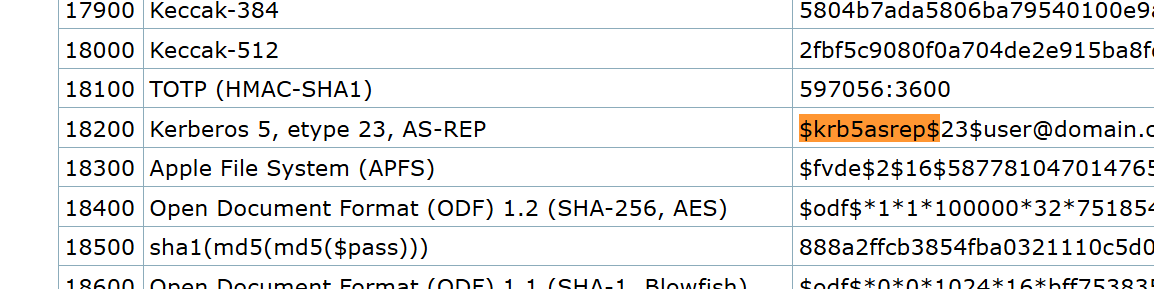 17900 Keccak-384 5804b7ada5806ba79540100e9a
18000 Keccak-512 2fbf5c9080f0a704de2e915ba8f
18100 TOTP (HMAC-SHA1) 597056:3600
18200 Kerberos 5, etype 23, AS-REP $krb5asrep$23$user@domain.c
18300 Apple File System (APFS) $fvde$2$16$587781047014765
18400 Open Document Format (ODF) 1.2 (SHA-256, AES) $odf$*1*1*100000*32*751854
18500 sha1(md5(md5($pass))) 888a2ffcb3854fba0321110c5d0
18600 Open Document Format (ODF) 1.1 (SHA-1, Blowfish) $odf$*0*0*1024*16*bff753835